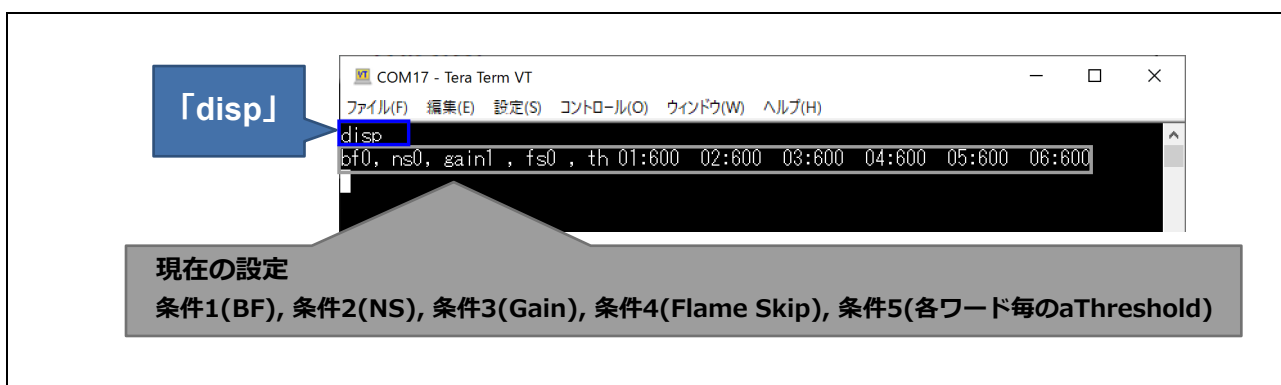 「disp」
COM17 - Tera Term VT
ファイル(F) 編集(E) 設定(S) コントロール(O) ウィンドウ(W) ヘルプ(H)
disp
bf0, ns0, gain1 , fs0 , th 01:600 02:600 03:600 04:600 05:600 06:600
現在の設定
条件1(BF), 条件2(NS), 条件3(Gain), 条件4(Flame Skip), 条件5(各ワード毎のaThreshold)